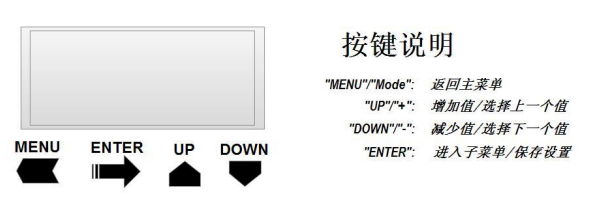 按键说明
"MENU"/"Mode": 返回主菜单
"UP"/"+": 增加值/选择上一个值
"DOWN"/"-": 减少值/选择下一个值
"ENTER": 进入子菜单/保存设置
MENU ENTER UP DOWN